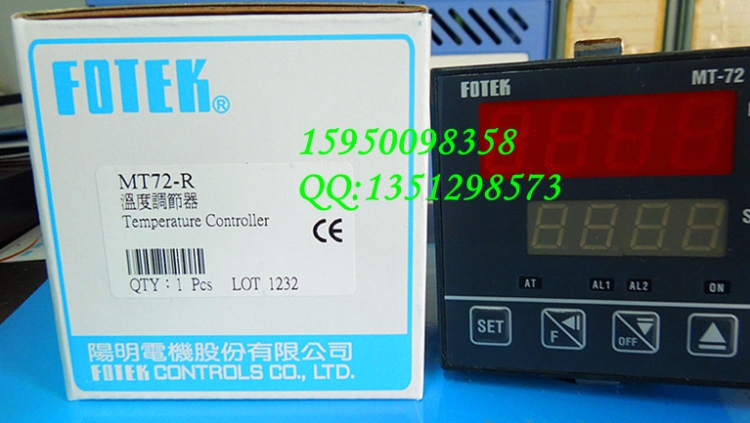 FOTEK®
MT72-R
溫度調節器
Temperature Controller
CE
QTY：1 Pcs LOT 1232
陽明電機股份有限公司
FOTEK CONTROLS CO., LTD.
15950098358
QQ:1351298573
FOTEK MT-72
8888
8888
AT AL1 AL2 ON
SET F OFF